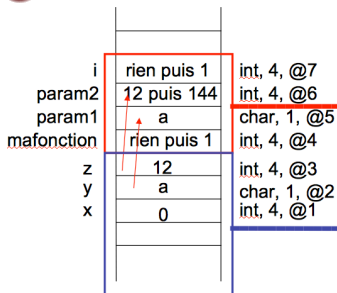 i rien puis 1 int, 4, @7
param2 12 puis 144 int, 4, @6
param1 a char, 1, @5
mafonction rien puis 1 int, 4, @4
z 12 int, 4, @3
y a char, 1, @2
x 0 int, 4, @1